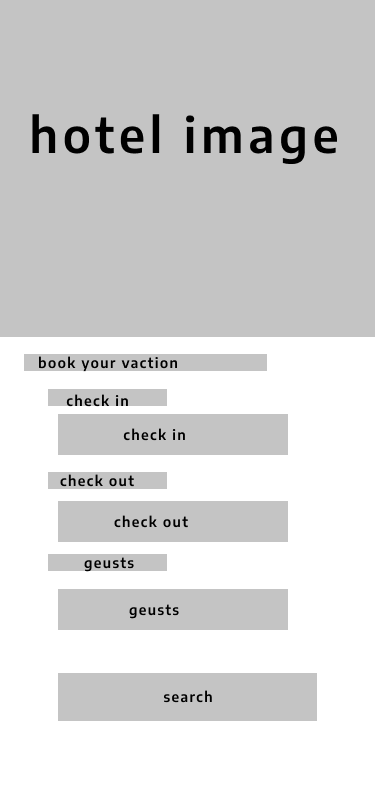 hotel image
book your vaction
check in
check in
check out
check out
geusts
geusts
search